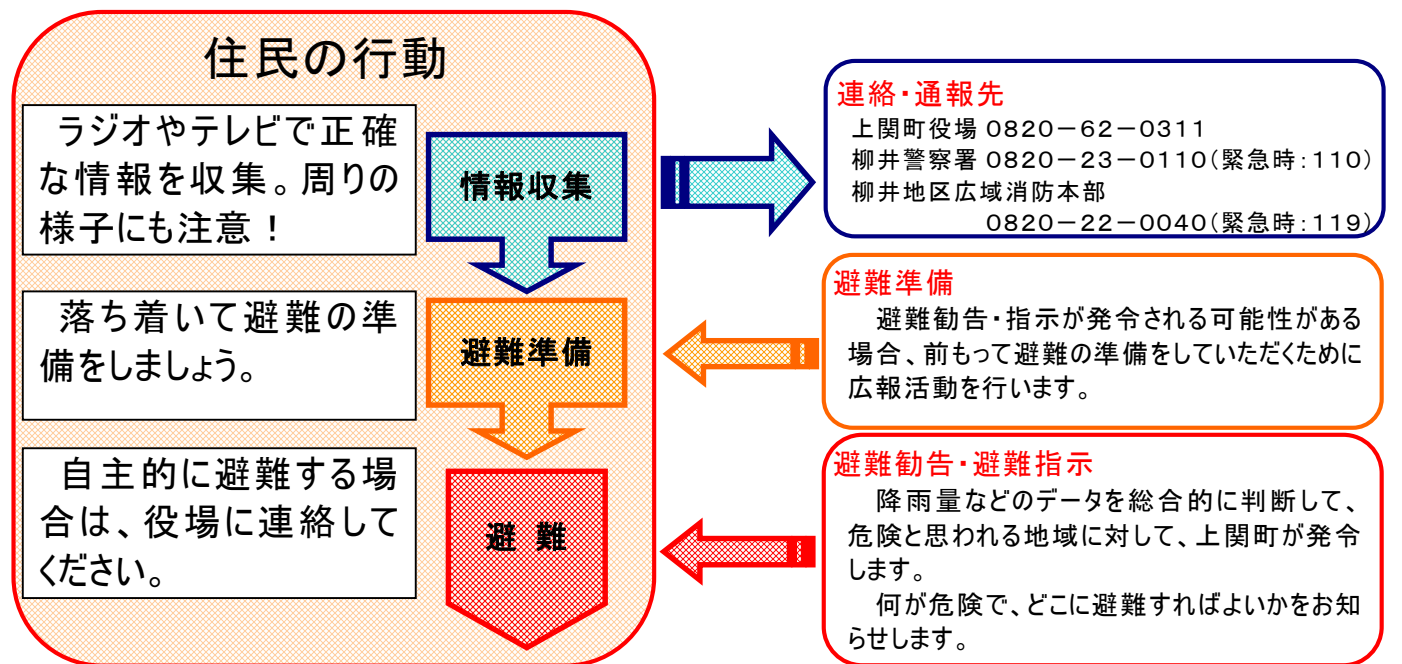 住民の行動
ラジオやテレビで正確
な情報を収集。周りの
様子にも注意！
情報収集
連絡・通報先
上関町役場 0820－62－0311
柳井警察署 0820－23－0110(緊急時:110)
柳井地区広域消防本部
0820－22－0040(緊急時:119)
落ち着いて避難の準
備をしましょう。
避難準備
避難準備
避難勧告・指示が発令される可能性がある
場合、前もって避難の準備をしていただくために
広報活動を行います。
自主的に避難する場
合は、役場に連絡して
ください。
避 難
避難勧告・避難指示
降雨量などのデータを総合的に判断して、
危険と思われる地域に対して、上関町が発令
します。
何が危険で、どこに避難すればよいかをお知
らせします。